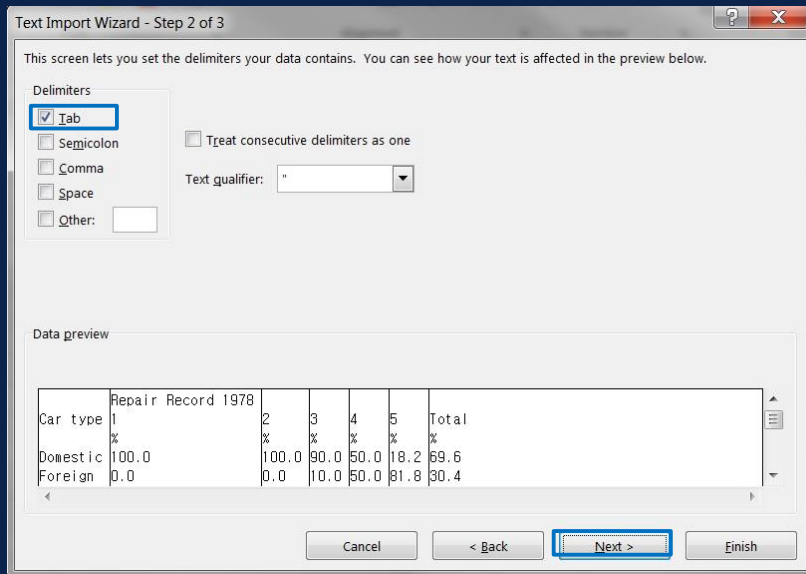 Text Import Wizard - Step 2 of 3
?
X
This screen lets you set the delimiters your data contains. You can see how your text is affected in the preview below.
Delimiters
Tab
Semicolon
Comma
Space
Other:
Treat consecutive delimiters as one
Text qualifier: "
Data preview
Repair Record 1978
Car type 1 2 3 4 5 Total
% % % % % %
Domestic 100.0 100.0 90.0 50.0 18.2 69.6
Foreign 0.0 0.0 10.0 50.0 81.8 30.4
Cancel < Back Next > Finish